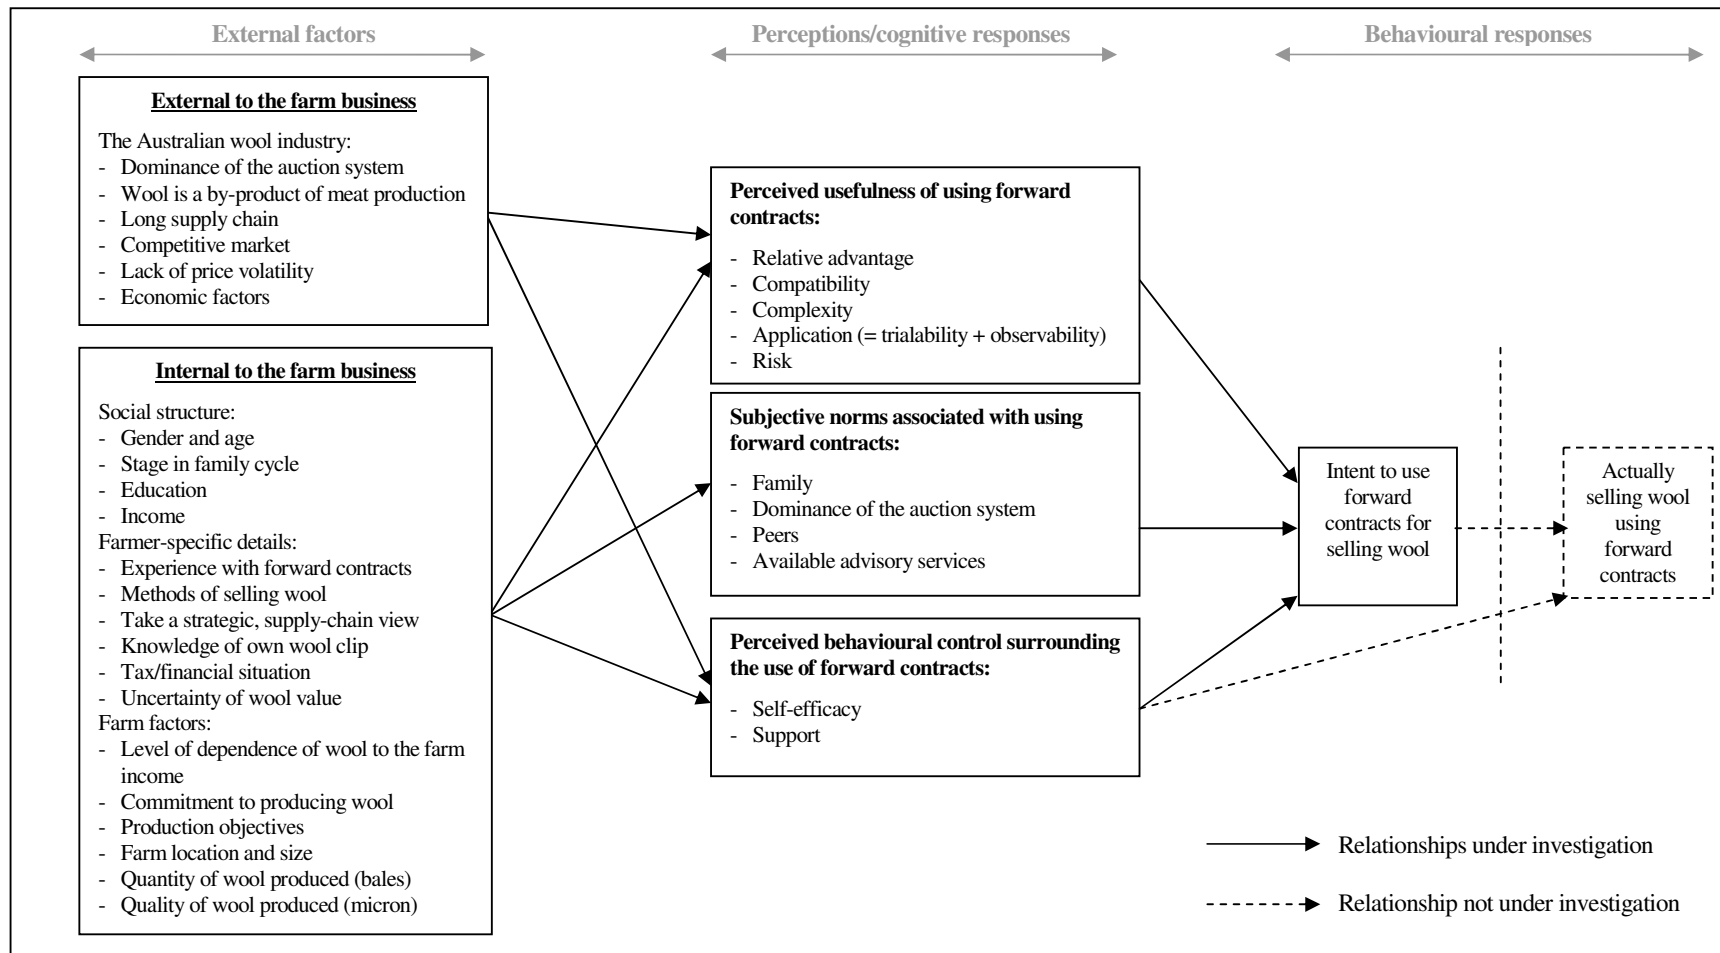 External factors
Perceptions/cognitive responses
Behavioural responses
External to the farm business
The Australian wool industry:
- Dominance of the auction system
- Wool is a by-product of meat production
- Long supply chain
- Competitive market
- Lack of price volatility
- Economic factors
Internal to the farm business
Social structure:
- Gender and age
- Stage in family cycle
- Education
- Income
Farmer-specific details:
- Experience with forward contracts
- Methods of selling wool
- Take a strategic, supply-chain view
- Knowledge of own wool clip
- Tax/financial situation
- Uncertainty of wool value
Farm factors:
- Level of dependence of wool to the farm
income
- Commitment to producing wool
- Production objectives
- Farm location and size
- Quantity of wool produced (bales)
- Quality of wool produced (micron)
Perceived usefulness of using forward
contracts:
- Relative advantage
- Compatibility
- Complexity
- Application (= trialability + observability)
- Risk
Subjective norms associated with using
forward contracts:
- Family
- Dominance of the auction system
- Peers
- Available advisory services
Perceived behavioural control surrounding
the use of forward contracts:
- Self-efficacy
- Support
Intent to use
forward
contracts for
selling wool
Actually
selling wool
using
forward
contracts
Relationships under investigation
Relationship not under investigation